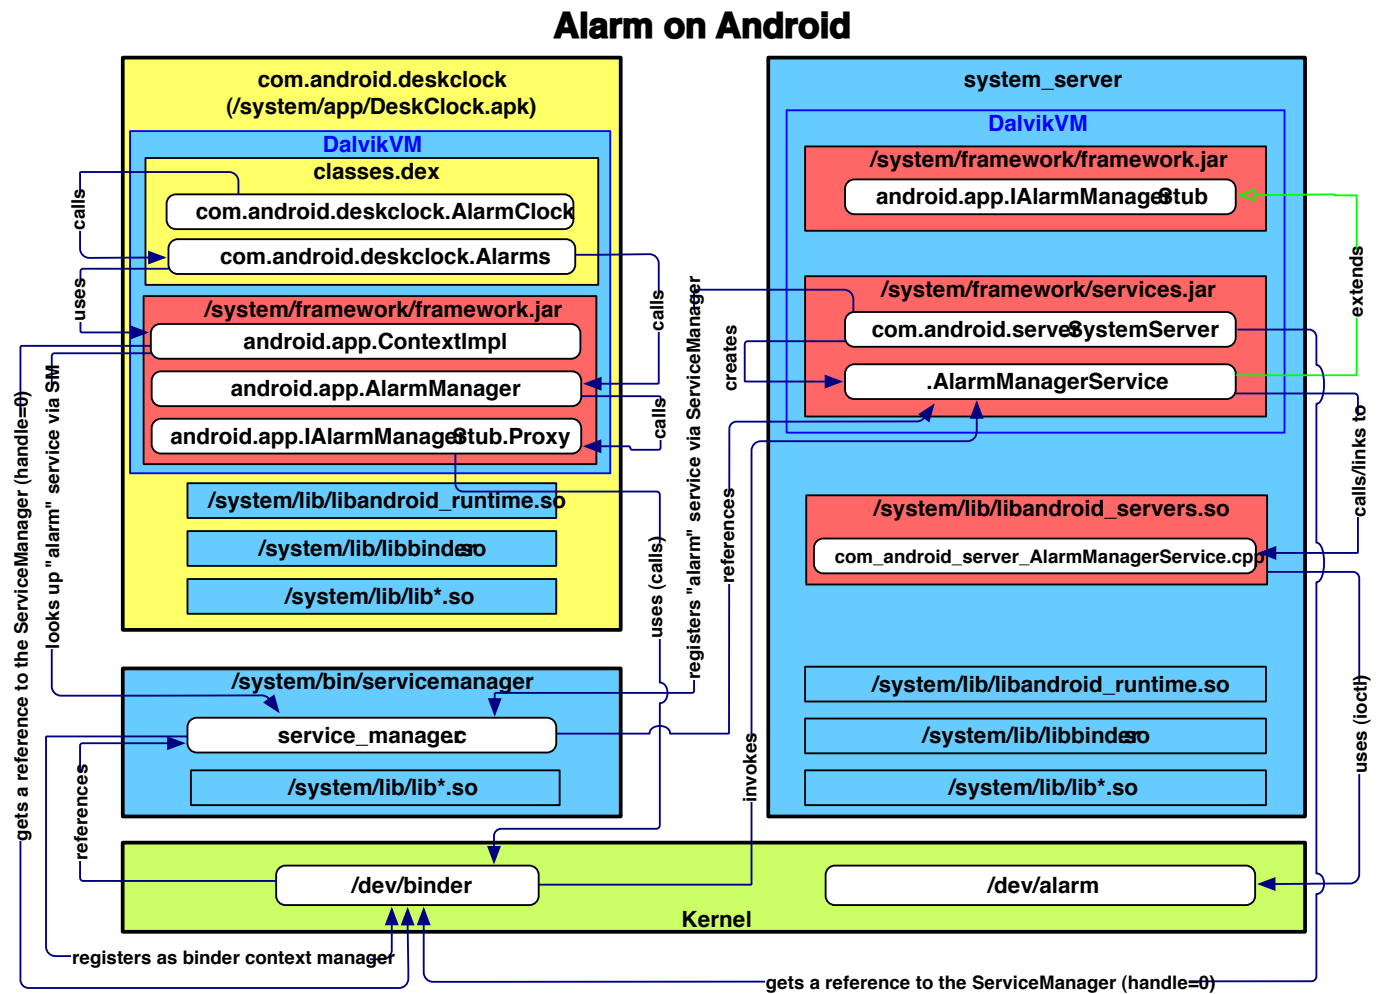 Alarm on Android
com.android.deskclock
(/system/app/DeskClock.apk)
DalvikVM
classes.dex
com.android.deskclock.AlarmClock
com.android.deskclock.Alarms
calls
uses
calls
/system/framework/framework.jar
android.app.ContextImpl
android.app.AlarmManager
android.app.IAlarmManagerStub.Proxy
calls
/system/lib/libandroid_runtime.so
/system/lib/libbinder.so
/system/lib/lib*.so
gets a reference to the ServiceManager (handle=0)
looks up "alarm" service via SM
uses (calls)
registers "alarm" service via ServiceManager
references
creates
invokes
/system/bin/servicemanager
service_manager.c
/system/lib/lib*.so
references
registers as binder context manager
system_server
DalvikVM
/system/framework/framework.jar
android.app.IAlarmManagerStub
extends
/system/framework/services.jar
com.android.server.SystemServer
.AlarmManagerService
calls/links to
/system/lib/libandroid_servers.so
com_android_server_AlarmManagerService.cpp
/system/lib/libandroid_runtime.so
/system/lib/libbinder.so
/system/lib/lib*.so
uses (ioctl)
/dev/binder
/dev/alarm
Kernel
gets a reference to the ServiceManager (handle=0)